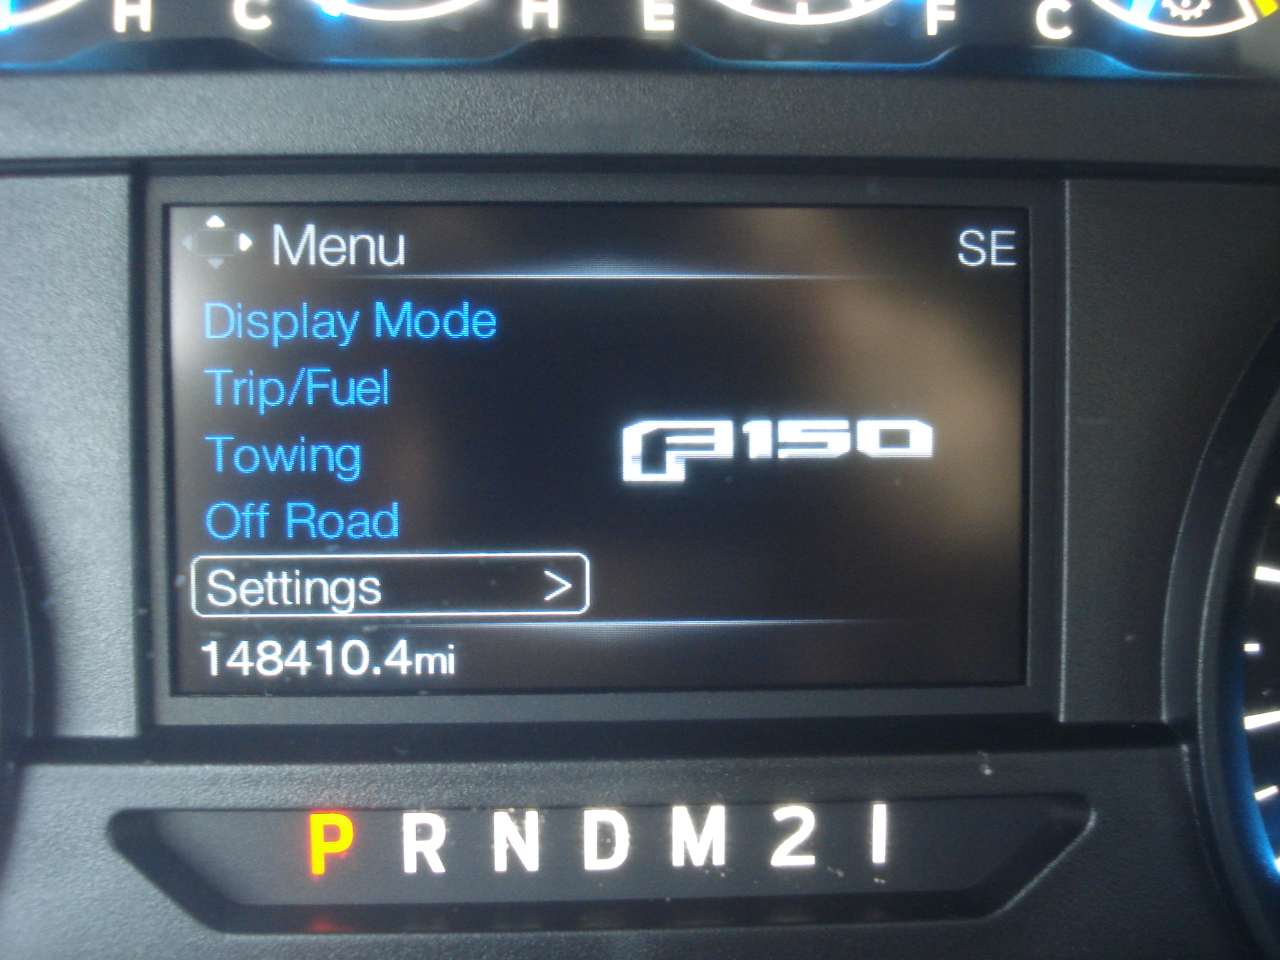 H C H E F C
Menu SE
Display Mode
Trip/Fuel
Towing
F150
Off Road
Settings >
148410.4mi
P R N D M 2 1